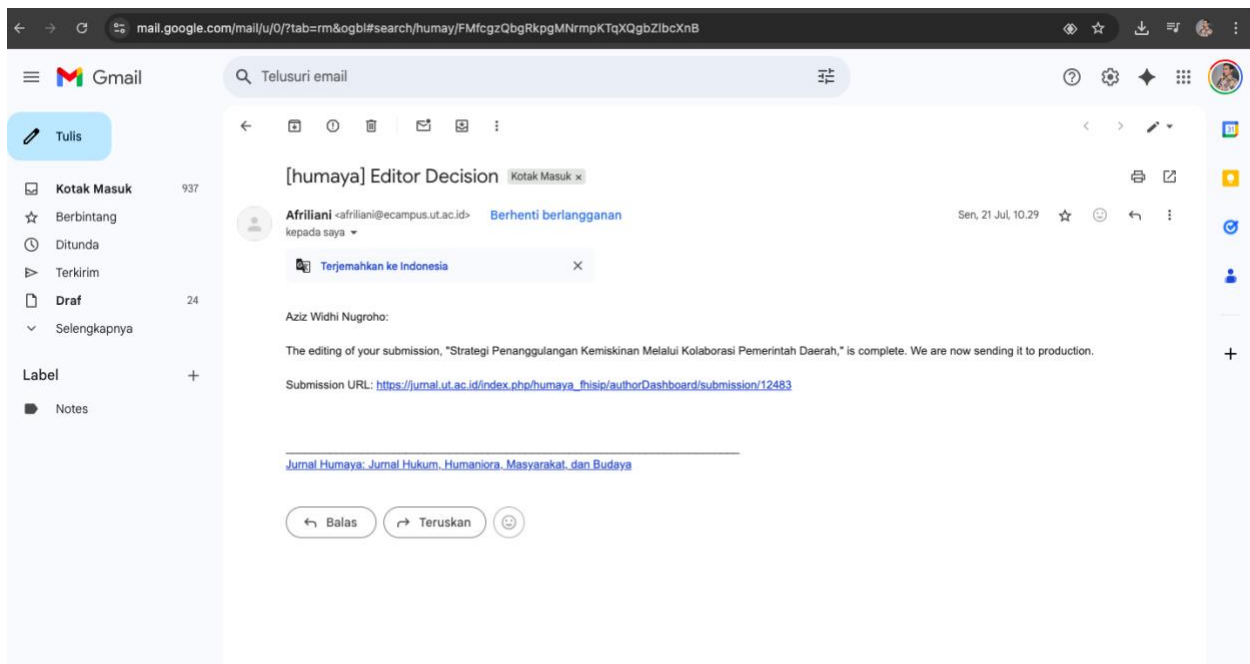 mail.google.com/mail/u/0/?tab=rm&ogbl#search/humay/FMfcgzQbgRkpgMNrmpKTqXQgbZlbcXnB
Gmail
Telusuri email
Tulis
Kotak Masuk 937
Berbintang
Ditunda
Terkirim
Draf 24
Selengkapnya
Label
Notes
[humaya] Editor Decision Kotak Masuk x
Afriliani <afriliani@ecampus.ut.ac.id> Berhenti berlangganan Sen, 21 Jul, 10.29
kepada saya
Terjemahkan ke Indonesia
Aziz Widhi Nugroho:
The editing of your submission, "Strategi Penanggulangan Kemiskinan Melalui Kolaborasi Pemerintah Daerah," is complete. We are now sending it to production.
Submission URL: https://jurnal.ut.ac.id/index.php/humaya_fhisip/authorDashboard/submission/12483
Jurnal Humaya: Jurnal Hukum, Humaniora, Masyarakat, dan Budaya
Balas Teruskan
31